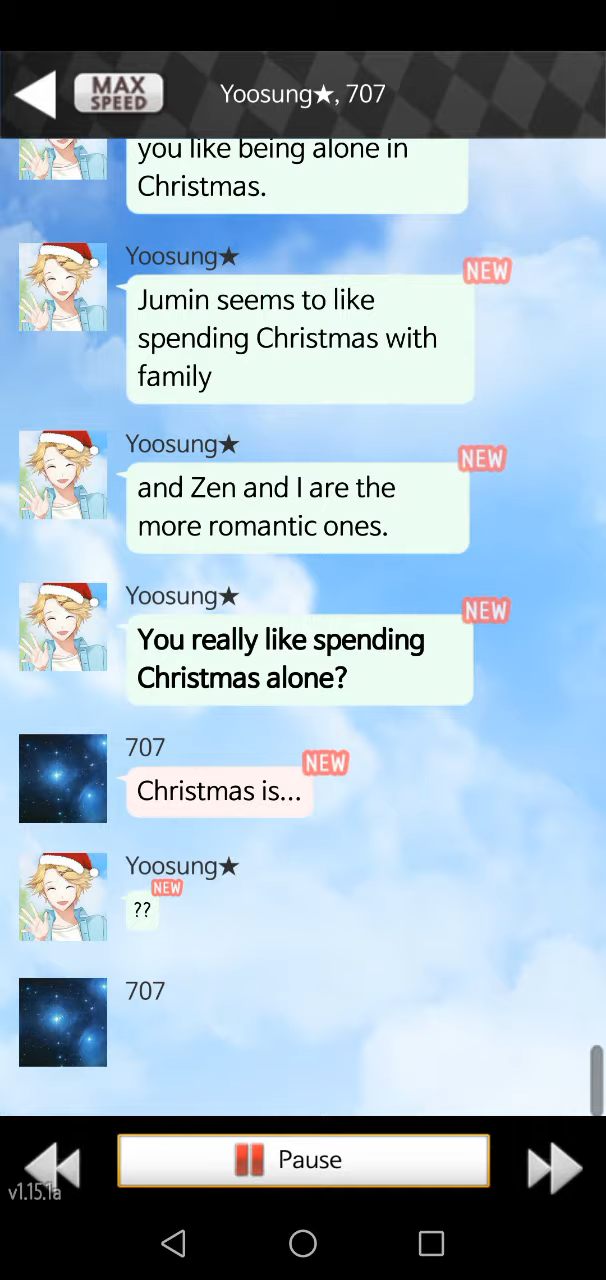 MAX
SPEED
Yoosung★, 707
you like being alone in
Christmas.
Yoosung★
NEW
Jumin seems to like
spending Christmas with
family
Yoosung★
NEW
and Zen and I are the
more romantic ones.
Yoosung★
NEW
You really like spending
Christmas alone?
707
NEW
Christmas is...
Yoosung★
NEW
??
707
Pause
v1.15.1a